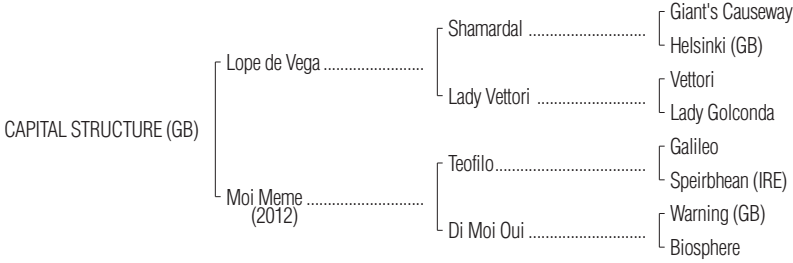 Giant's Causeway
Shamardal ..............................
Helsinki (GB)
Lope de Vega .........................
Vettori
Lady Vettori ............................
Lady Golconda
CAPITAL STRUCTURE (GB)
Galileo
Teofilo.......................................
Speirbhean (IRE)
Moi Meme .............................
(2012)
Warning (GB)
Di Moi Oui ..............................
Biosphere